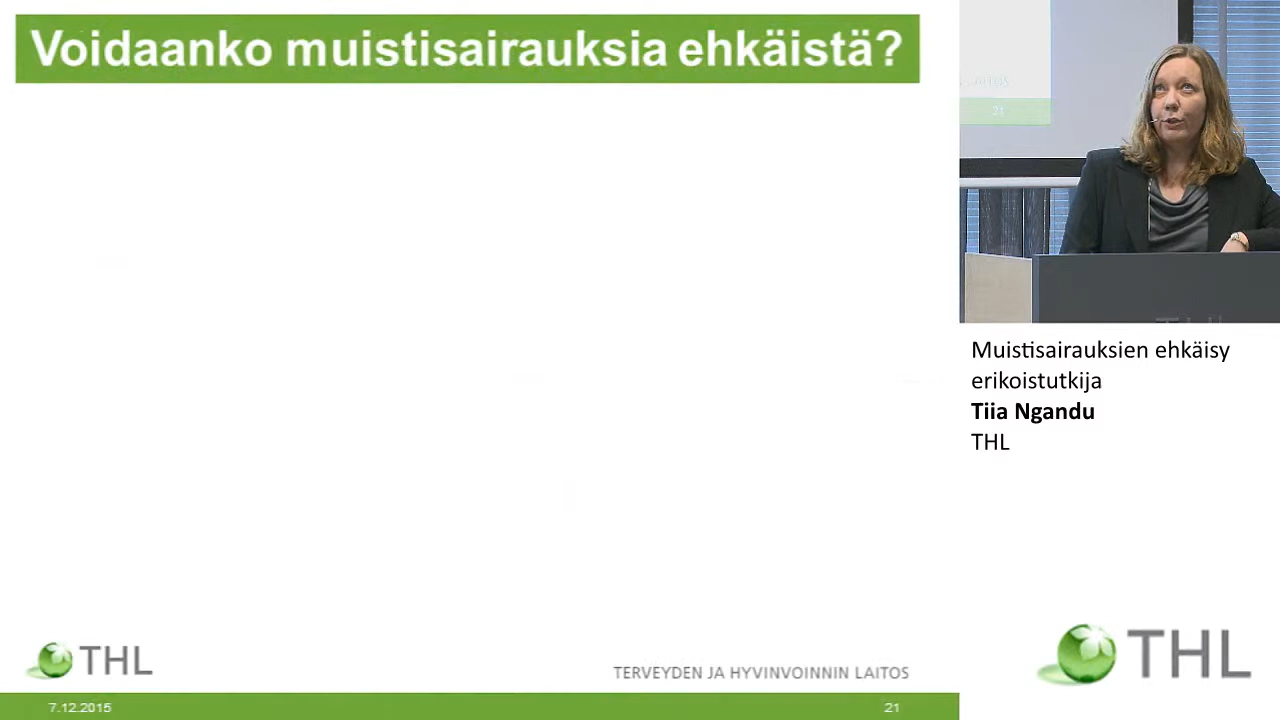 Voidaanko muistisairauksia ehkäistä?
21
Muistisairauksien ehkäisy
erikoistutkija
Tiia Ngandu
THL
THL
TERVEYDEN JA HYVINVOINNIN LAITOS
THL
7.12.2015
21